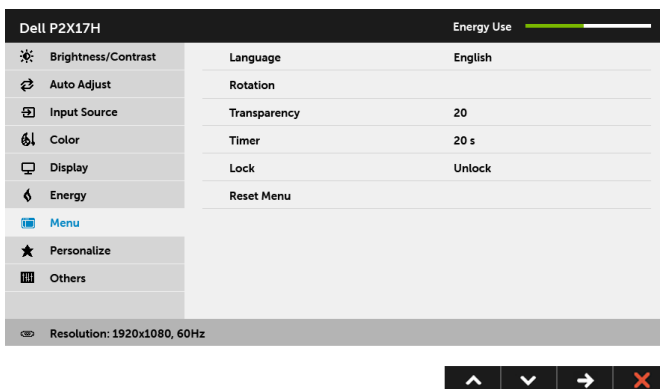 Dell P2X17H Energy Use
Brightness/Contrast Language English
Auto Adjust Rotation
Input Source Transparency 20
Color Timer 20 s
Display Lock Unlock
Energy Reset Menu
Menu
Personalize
Others
Resolution: 1920x1080, 60Hz